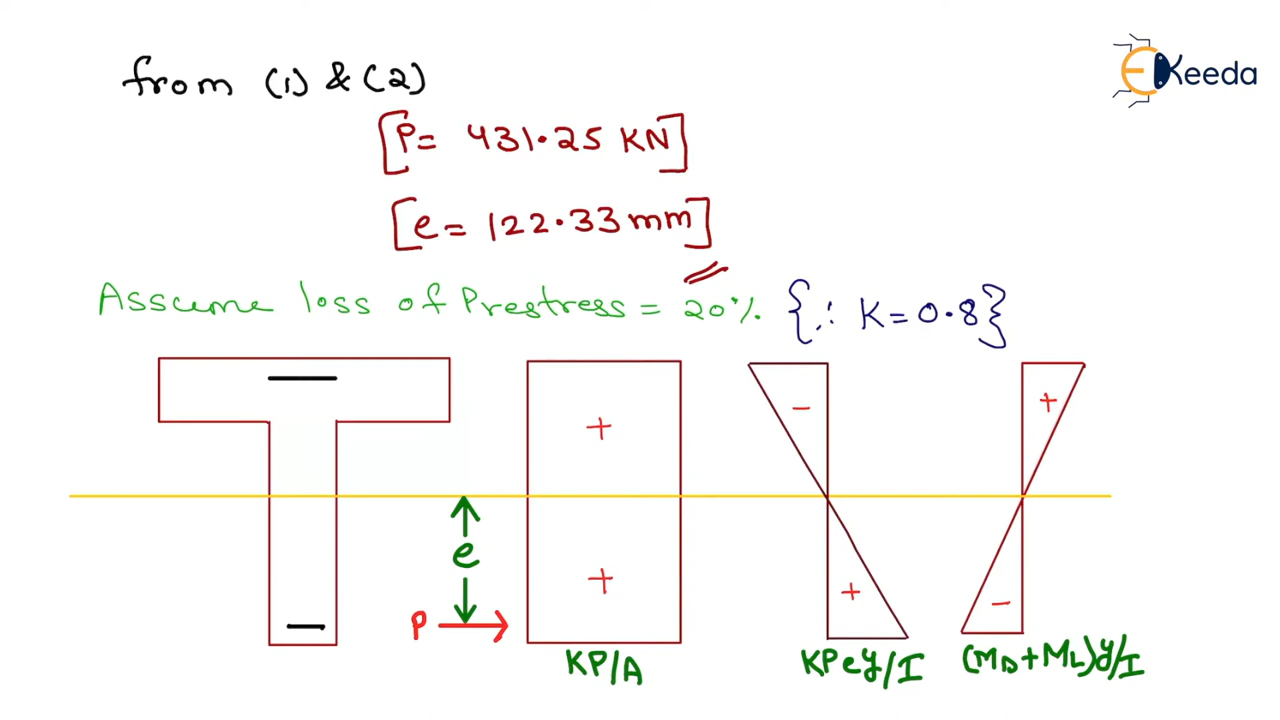 EKeeda
from (1) & (2)
[P= 431.25 KN]
[e= 122.33 mm]
Assume loss of Prestress = 20% {∴ K= 0.8}
-
+
+
e
+
+
-
P
KP/A
KPey/I
(MD+ML)y/I